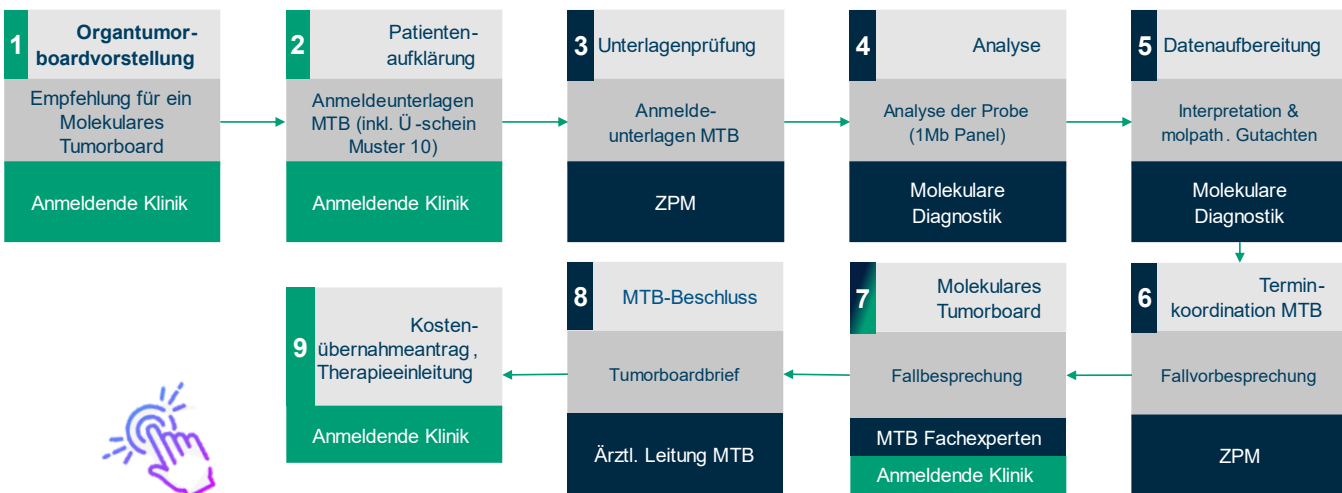 1
Organtumor-
boardvorstellung
Empfehlung für ein
Molekulares
Tumorboard
Anmeldende Klinik
2
Patienten-
aufklärung
Anmeldeunterlagen
MTB (inkl. Ü -schein
Muster 10)
Anmeldende Klinik
3
Unterlagenprüfung
Anmelde-
unterlagen MTB
ZPM
4
Analyse
Analyse der Probe
(1Mb Panel)
Molekulare
Diagnostik
5
Datenaufbereitung
Interpretation &
molpath. Gutachten
Molekulare
Diagnostik
6
Termin-
koordination MTB
Fallvorbesprechung
ZPM
7
Molekulares
Tumorboard
Fallbesprechung
MTB Fachexperten
Anmeldende Klinik
8
MTB-Beschluss
Tumorboardbrief
Ärztl. Leitung MTB
9
Kosten-
übernahmeantrag ,
Therapieeinleitung
Anmeldende Klinik